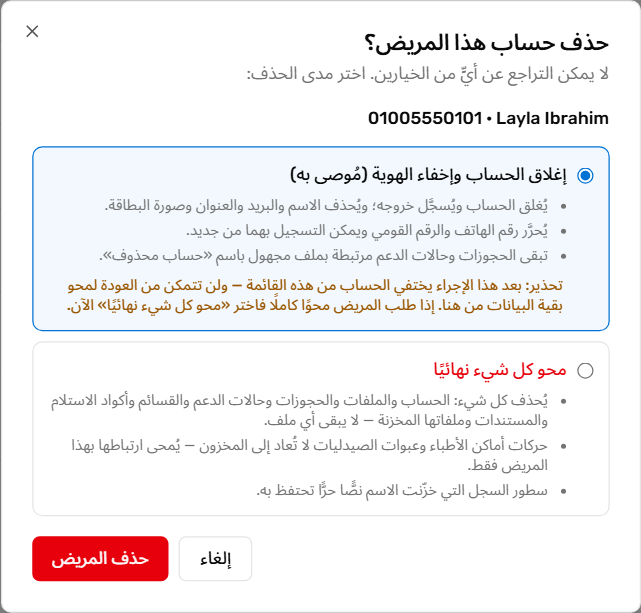 حذف حساب هذا المريض؟
لا يمكن التراجع عن أيٍّ من الخيارين. اختر مدى الحذف:
01005550101 • Layla Ibrahim
إغلاق الحساب وإخفاء الهوية (مُوصى به)
• يُغلق الحساب ويُسجَّل خروجه؛ ويُحذف الاسم والبريد والعنوان وصورة البطاقة.
• يُحرَّر رقم الهاتف والرقم القومي ويمكن التسجيل بهما من جديد.
• تبقى الحجوزات وحالات الدعم مرتبطة بملف مجهول باسم «حساب محذوف».
تحذير: بعد هذا الإجراء يختفي الحساب من هذه القائمة — ولن تتمكن من العودة لمحو
بقية البيانات من هنا. إذا طلب المريض محوًا كاملًا فاختر «محو كل شيء نهائيًا» الآن.
محو كل شيء نهائيًا
• يُحذف كل شيء: الحساب والملفات والحجوزات وحالات الدعم والقسائم وأكواد الاستلام
والمستندات وملفاتها المخزنة — لا يبقى أي ملف.
• حركات أماكن الأطباء وعبوات الصيدليات لا تُعاد إلى المخزون — يُمحى ارتباطها بهذا
المريض فقط.
• سطور السجل التي خزّنت الاسم نصًّا حرًّا تحتفظ به.
إلغاء
حذف المريض